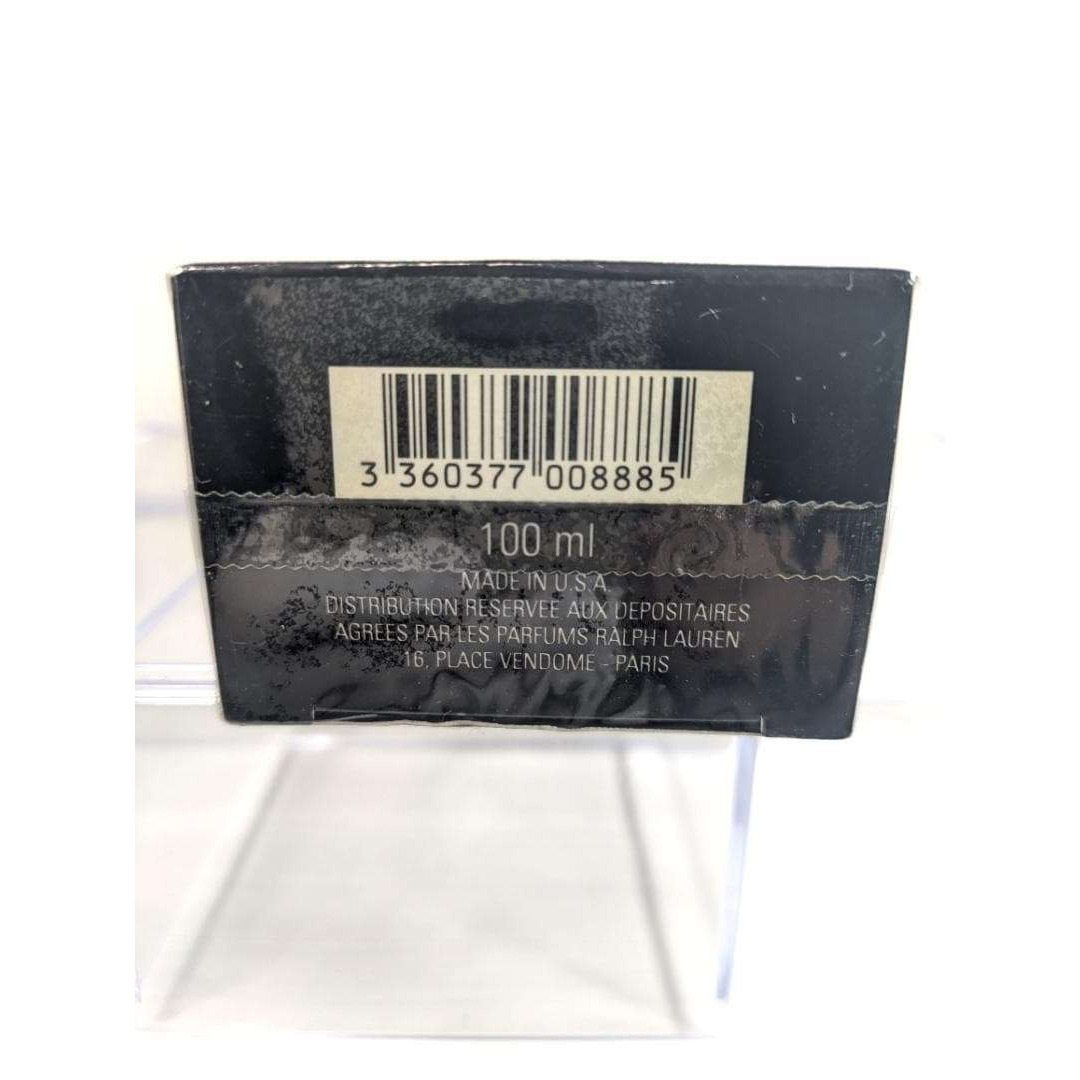 3 360377 008885
100 ml
MADE IN U.S.A.
DISTRIBUTION RESERVEE AUX DEPOSITAIRES
AGREES PAR LES PARFUMS RALPH LAUREN
16, PLACE VENDOME - PARIS